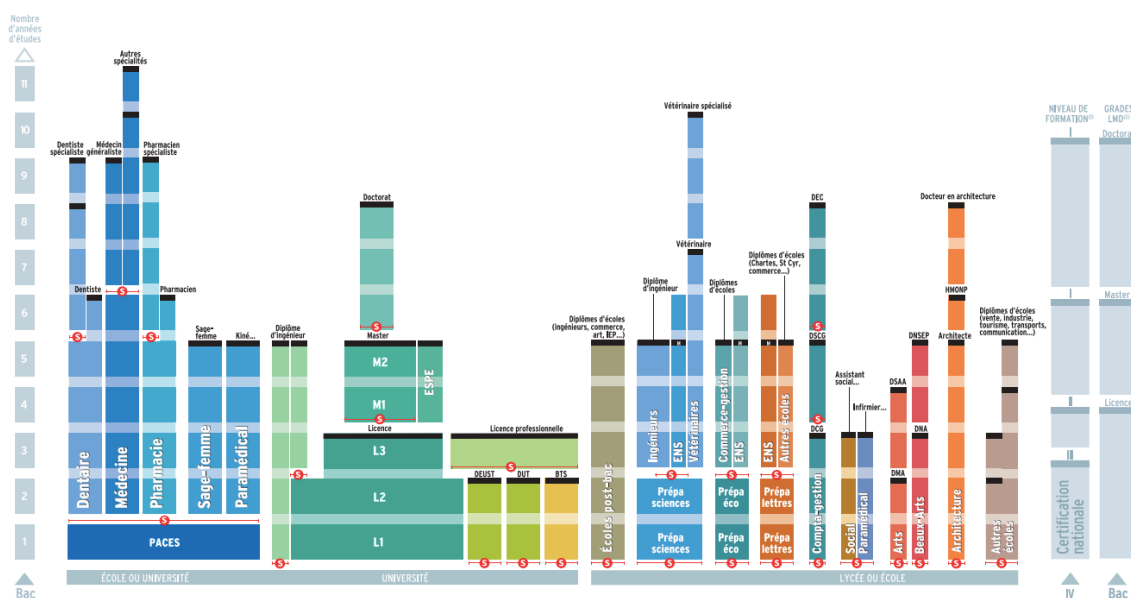 Nombre
d'années
d'études
11
10
9
8
7
6
5
4
3
2
1
Bac
Autres
spécialités
Dentiste
spécialiste
Médecin
généraliste
Pharmacien
spécialiste
Dentiste
S
Pharmacien
S
S
Sage-
femme
Kiné...
Dentaire
Médecine
Pharmacie
Sage-femme
Paramédical
S
PACES
ÉCOLE OU UNIVERSITÉ
Doctorat
S
Diplôme
d'ingénieur
Master
M2
M1
ESPE
S
Licence
L3
S
Licence professionnelle
S
L2
L1
DEUST
DUT
BTS
S
S
S
S
UNIVERSITÉ
Vétérinaire spécialisé
Vétérinaire
Diplôme
d'ingénieur
Diplômes
d'écoles
Diplômes d'écoles
(Chartes, St Cyr,
commerce...)
Diplômes d'écoles
(ingénieurs, commerce,
art, IEP...)
M
M
M
Écoles post-bac
S
Ingénieurs
ENS
Vétérinaires
S
Prépa
sciences
Prépa
sciences
S
Commerce-gestion
ENS
S
Prépa
éco
Prépa
éco
S
ENS
Autres écoles
S
Prépa
lettres
Prépa
lettres
S
DEC
S
DSCG
S
DCG
Compta-gestion
S
Assistant
social...
Infirmier...
Social
Paramédical
S
DSAA
DMA
Arts
S
DNSEP
DNA
Beaux-Arts
S
Docteur en architecture
HMONP
Architecte
Architecture
S
Diplômes d'écoles
(vente, industrie,
tourisme, transports,
communication...)
Autres
écoles
S
LYCÉE OU ÉCOLE
NIVEAU DE
FORMATION(1)
I
I
II
III
Certification
nationale
IV
GRADES
LMD(2)
Doctorat
Master
Licence
Bac